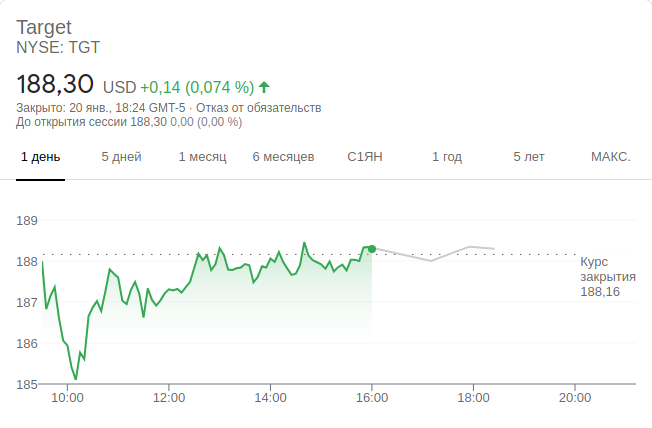 Target
NYSE: TGT
188,30 USD +0,14 (0,074 %)
Закрыто: 20 янв., 18:24 GMT-5 · Отказ от обязательств
До открытия сессии 188,30 0,00 (0,00 %)
1 день 5 дней 1 месяц 6 месяцев С1ЯН 1 год 5 лет МАКС.
189
188
Курс
закрытия
187
188,16
186
185
10:00 12:00 14:00 16:00 18:00 20:00